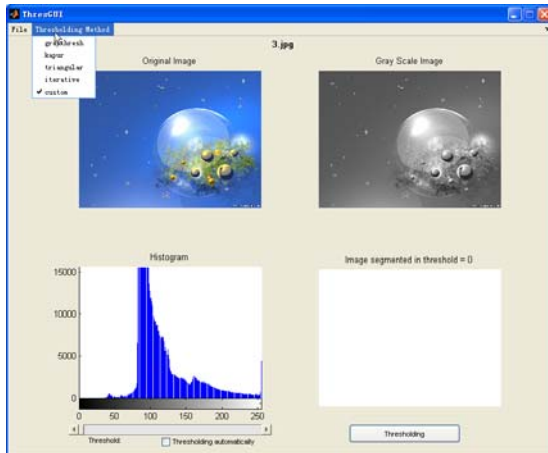 ThresGUI
File Thresholding Method
graythresh
kapur
triangular
iterative
custom
3.jpg
Original Image
Gray Scale Image
Histogram
15000
10000
5000
0
0 50 100 150 200 250
Threshold:
Thresholding automatically
Image segmented in threshold = 0
Thresholding